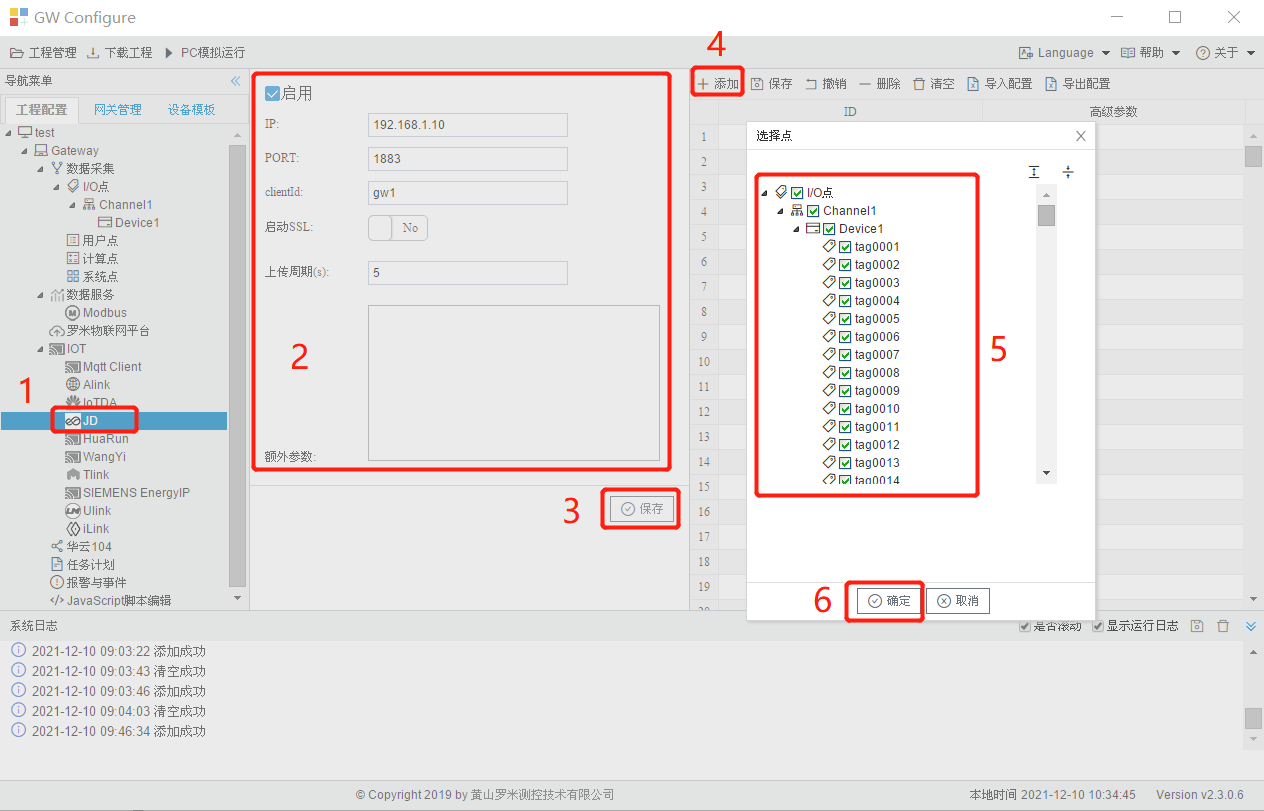 GW Configure
工程管理 下载工程 PC模拟运行 Language 帮助 关于
导航菜单
工程配置 网关管理 设备模板
test
Gateway
数据采集
I/O点
Channel1
Device1
用户点
计算点
系统点
数据服务
Modbus
罗米物联网平台
IOT
Mqtt Client
Alink
IoTDA
JD
HuaRun
WangYi
Tlink
SIEMENS EnergyIP
Ulink
iLink
华云104
任务计划
报警与事件
JavaScript脚本编辑
1
启用
IP: 192.168.1.10
PORT: 1883
clientId: gw1
启动SSL: No
上传周期(s): 5
2
额外参数:
3
保存
4
添加 保存 撤销 删除 清空 导入配置 导出配置
ID 高级参数
1
2
3
4
5
6
7
8
9
10
11
12
13
14
15
16
17
18
19
20
选择点
I/O点
Channel1
Device1
tag0001
tag0002
tag0003
tag0004
tag0005
tag0006
tag0007
tag0008
tag0009
tag0010
tag0011
tag0012
tag0013
tag0014
5
6
确定 取消
系统日志 是否滚动 显示运行日志
2021-12-10 09:03:22 添加成功
2021-12-10 09:03:43 清空成功
2021-12-10 09:03:46 添加成功
2021-12-10 09:04:03 清空成功
2021-12-10 09:46:34 添加成功
© Copyright 2019 by 黄山罗米测控技术有限公司 本地时间 2021-12-10 10:34:45 Version v2.3.0.6